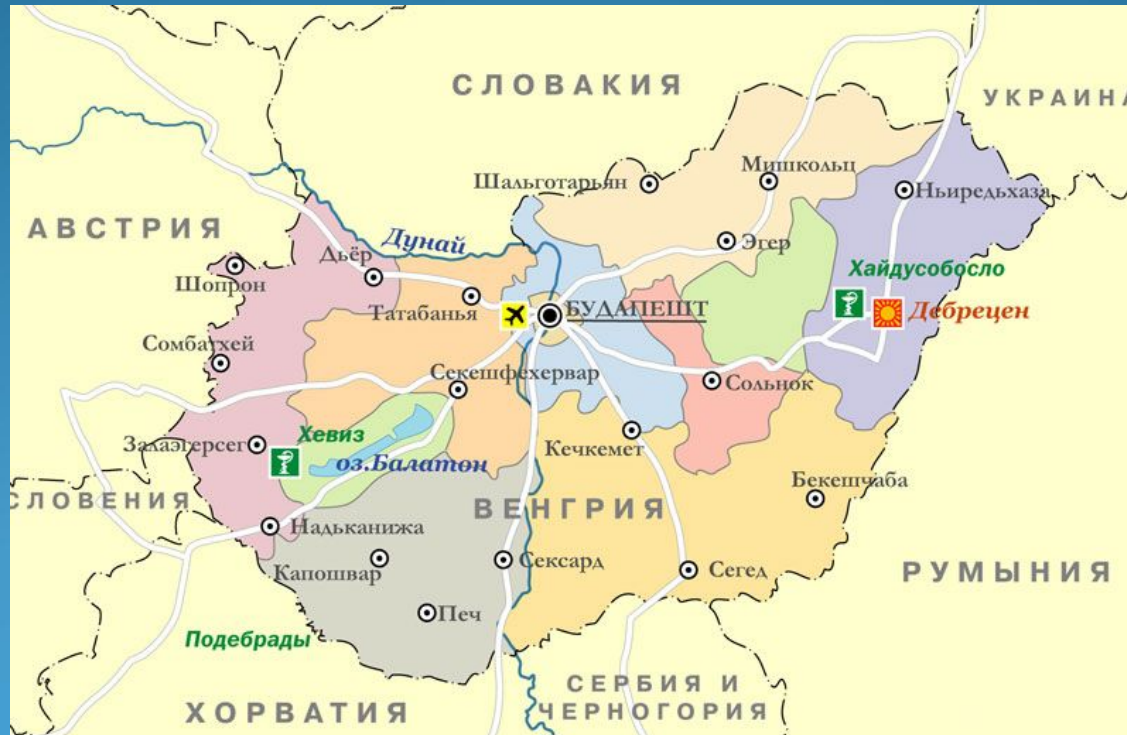 СЛОВАКИЯ
УКРАИНА
Мишкольц
Шальготарьян
Ньиредьхаза
АВСТРИЯ
Дунай
Эгер
Дьёр
Хайдусобосло
Шопрон
Татабанья
БУДАПЕШТ
Дебрецен
Сомбатхей
Секешфехервар
Сольнок
Хевиз
Залаэгерсег
Кечкемет
оз.Балатон
Бекешчаба
СЛОВЕНИЯ
ВЕНГРИЯ
Надьканижа
Капошвар
Сексард
Сегед
РУМЫНИЯ
Печ
Подебрады
СЕРБИЯ И
ЧЕРНОГОРИЯ
ХОРВАТИЯ